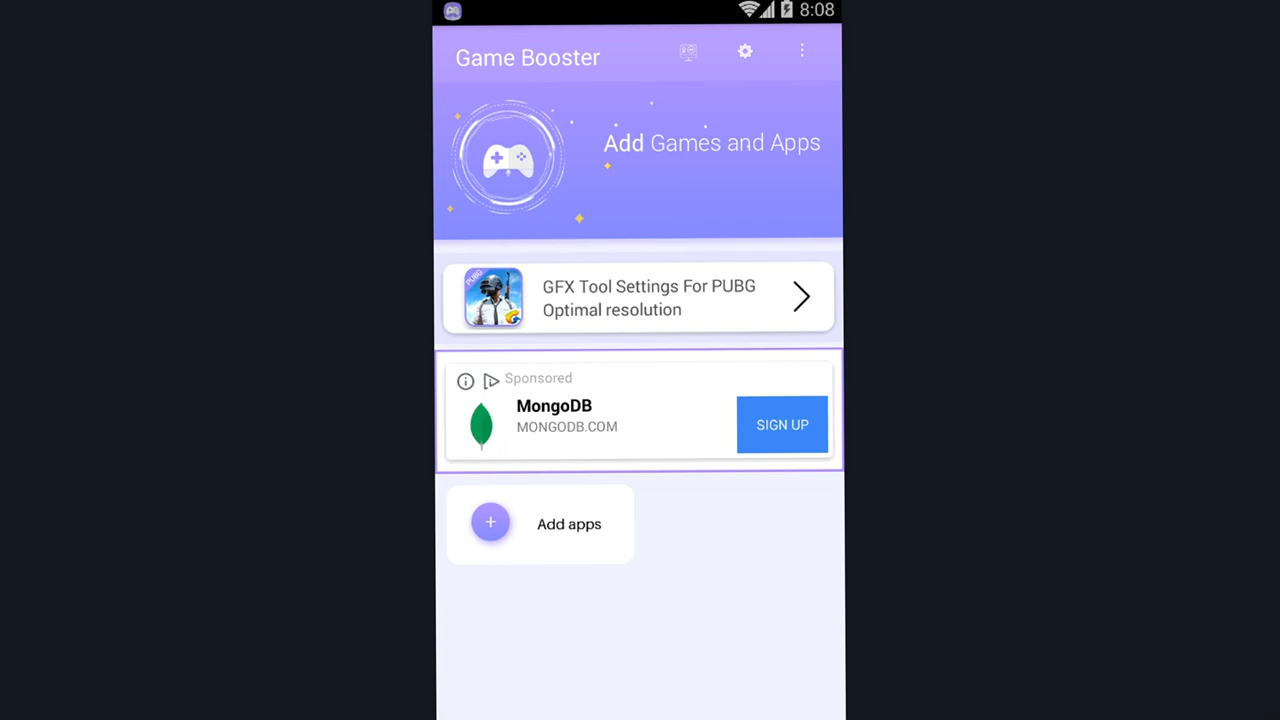 8:08
Game Booster
Add Games and Apps
PUBG
GFX Tool Settings For PUBG
Optimal resolution
Sponsored
MongoDB
MONGODB.COM
SIGN UP
Add apps